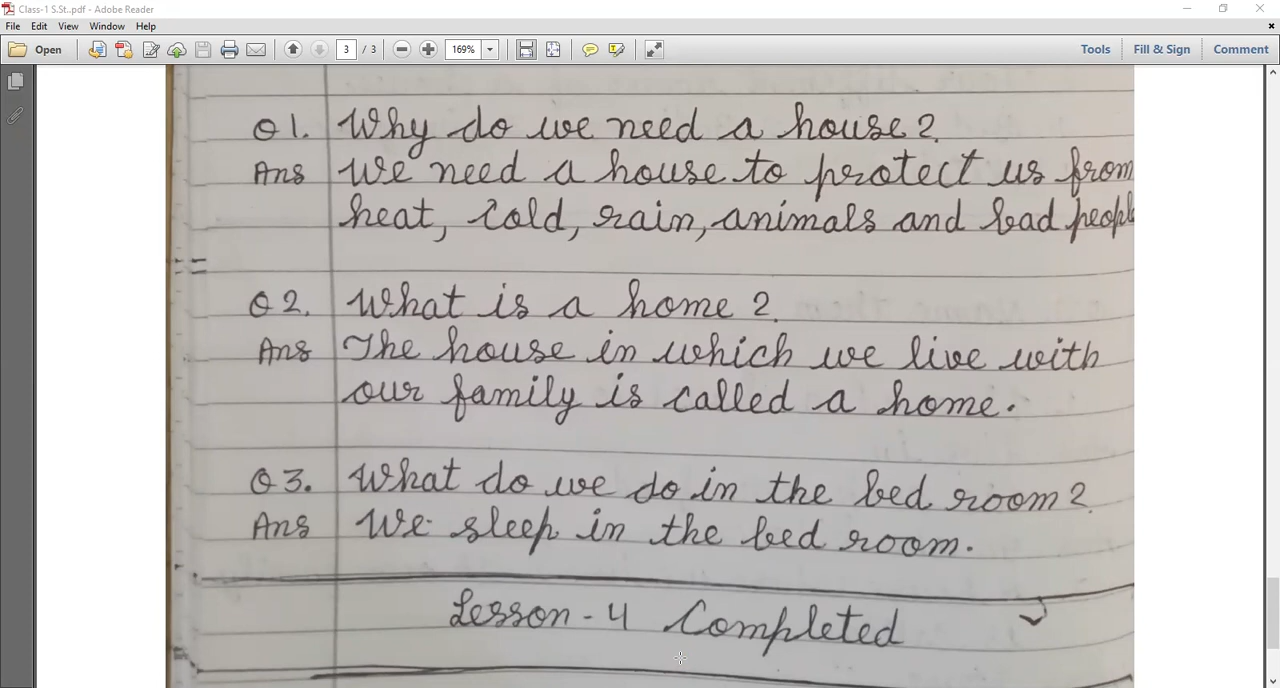 Class-1 S.St..pdf - Adobe Reader
File Edit View Window Help
Open 3 / 3 169% Tools Fill & Sign Comment
Q1. Why do we need a house?
Ans We need a house to protect us from
heat, cold, rain, animals and bad peopl
Q2. What is a home?
Ans The house in which we live with
our family is called a home.
Q3. What do we do in the bed room?
Ans We sleep in the bed room.
Lesson-4 Completed